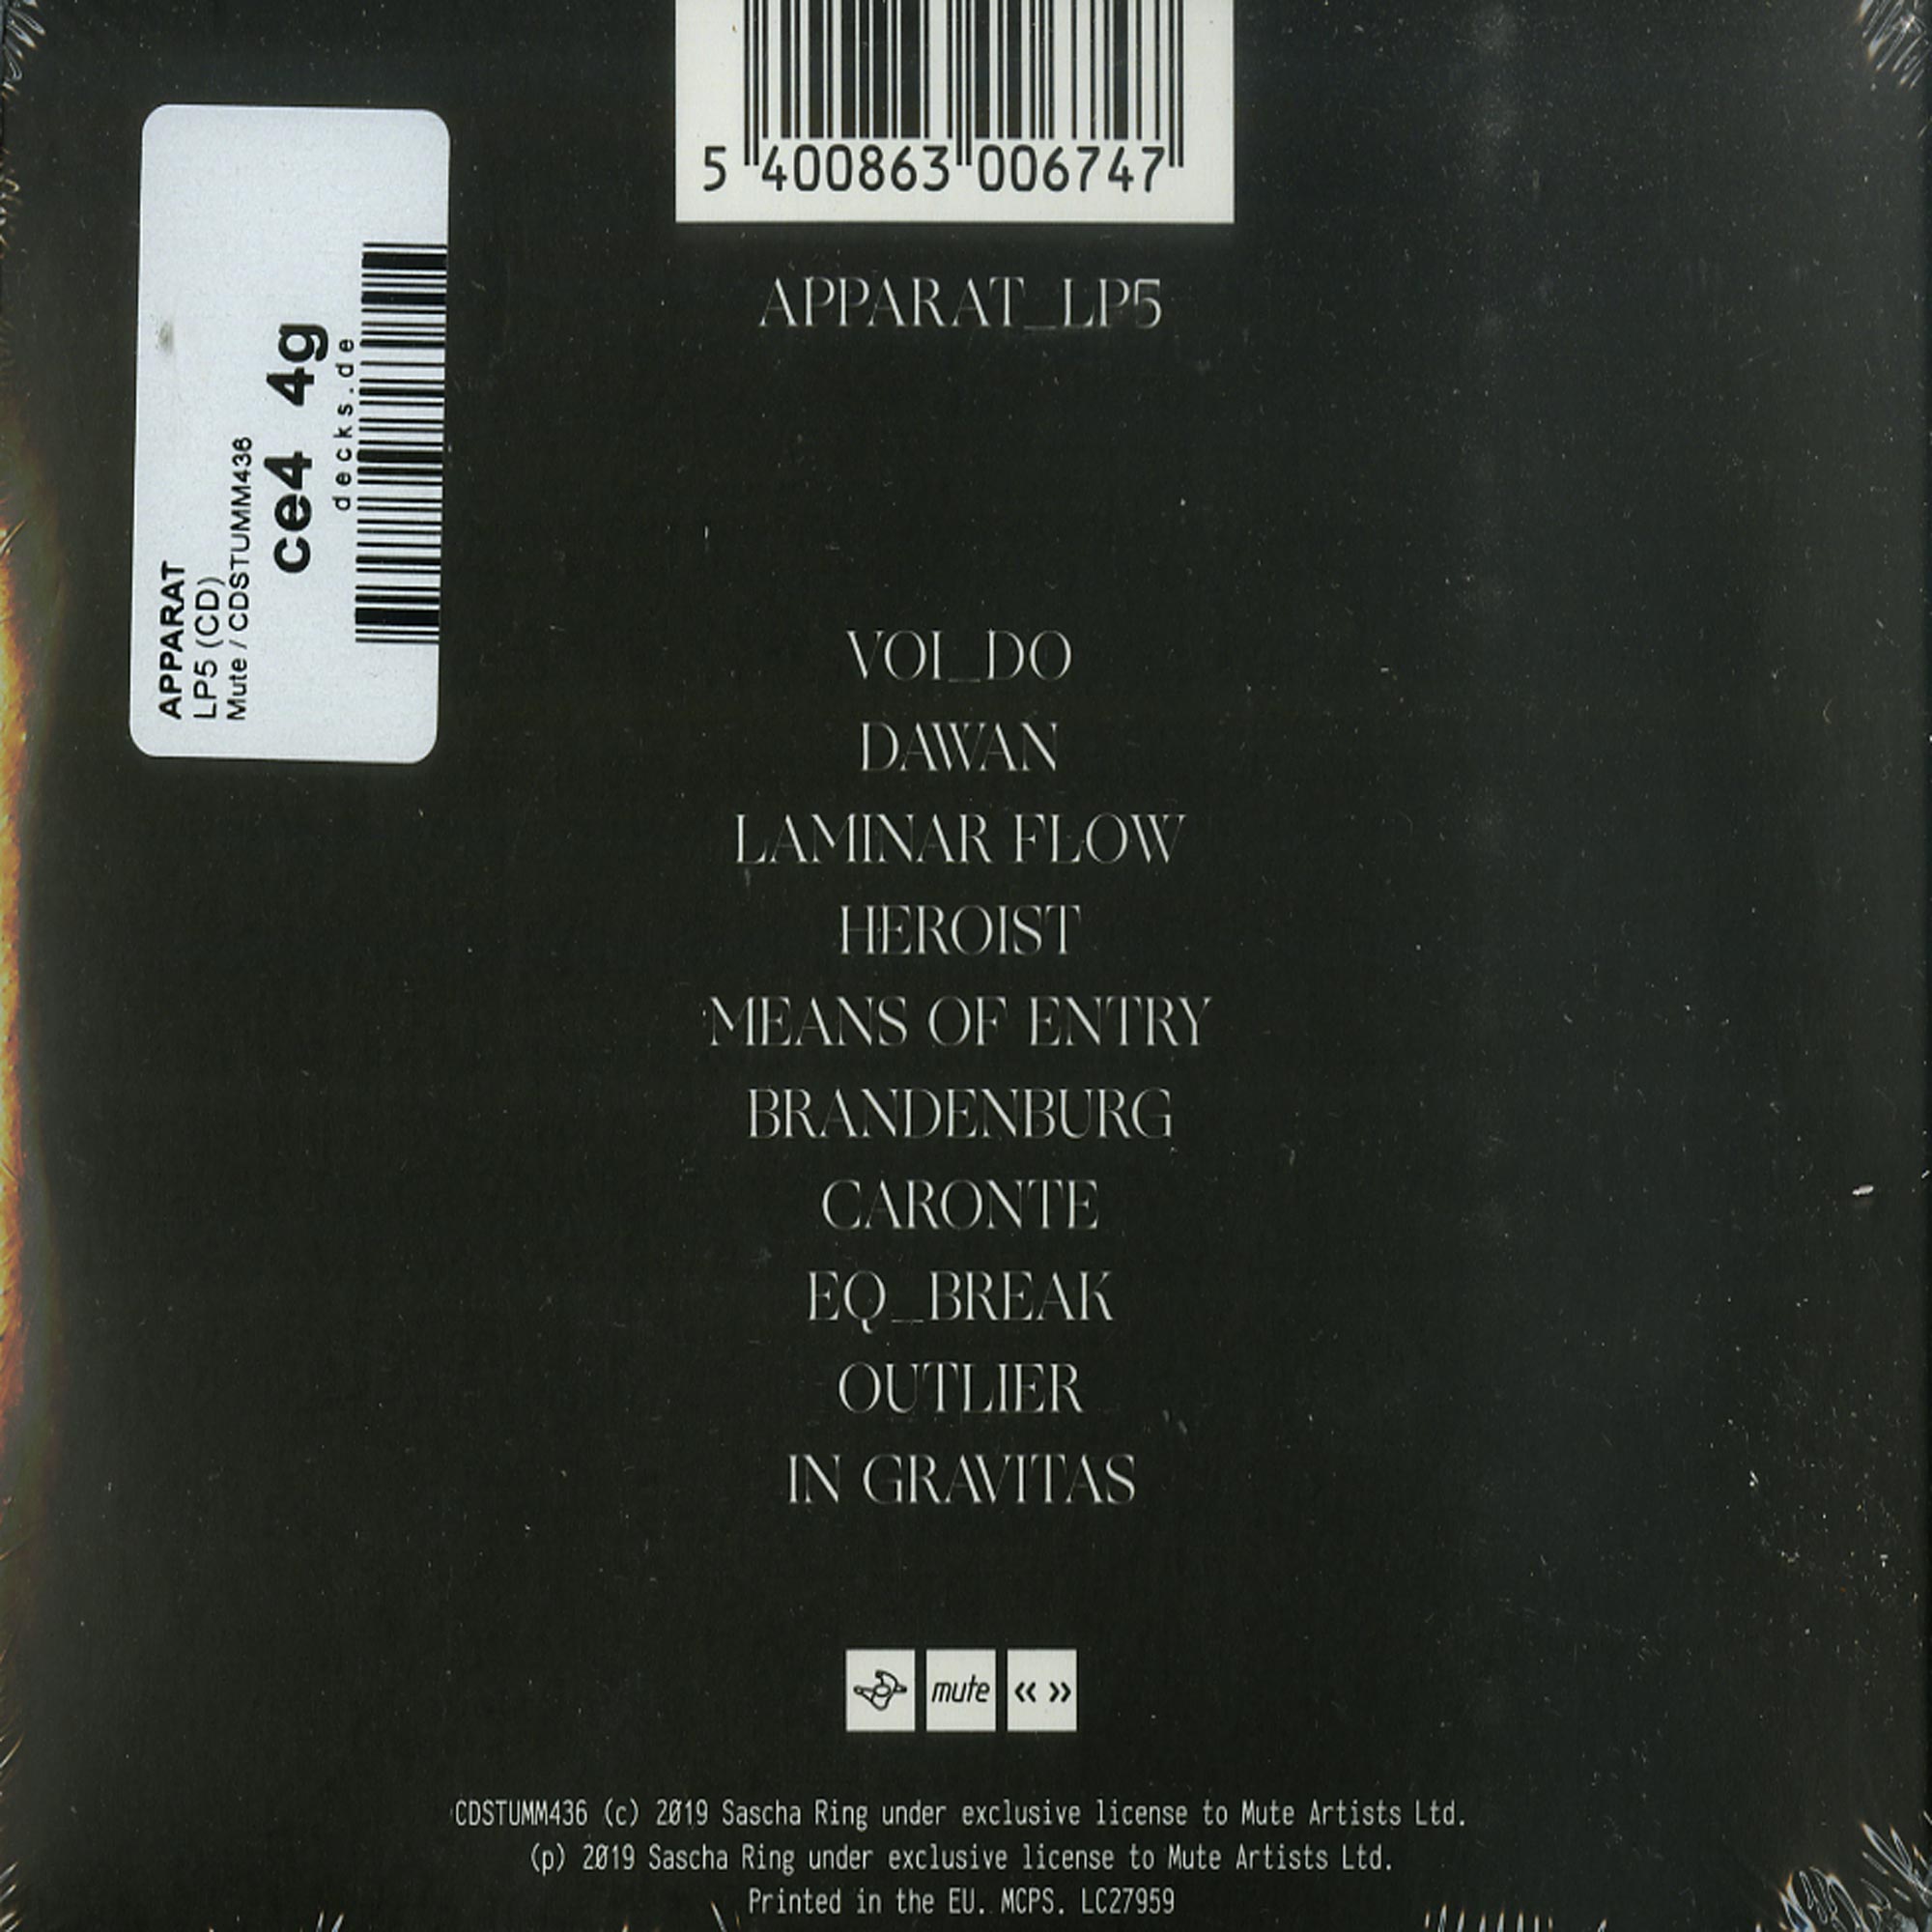 5 400863 006747
APPARAT_LP5
APPARAT
LP5 (CD)
Mute / CDSTUMM436
ce4 4g
decks.de
VOI_DO
DAWAN
LAMINAR FLOW
HEROIST
MEANS OF ENTRY
BRANDENBURG
CARONTE
EQ_BREAK
OUTLIER
IN GRAVITAS
mute
CDSTUMM436 (c) 2019 Sascha Ring under exclusive license to Mute Artists Ltd.
(p) 2019 Sascha Ring under exclusive license to Mute Artists Ltd.
Printed in the EU. MCPS. LC27959